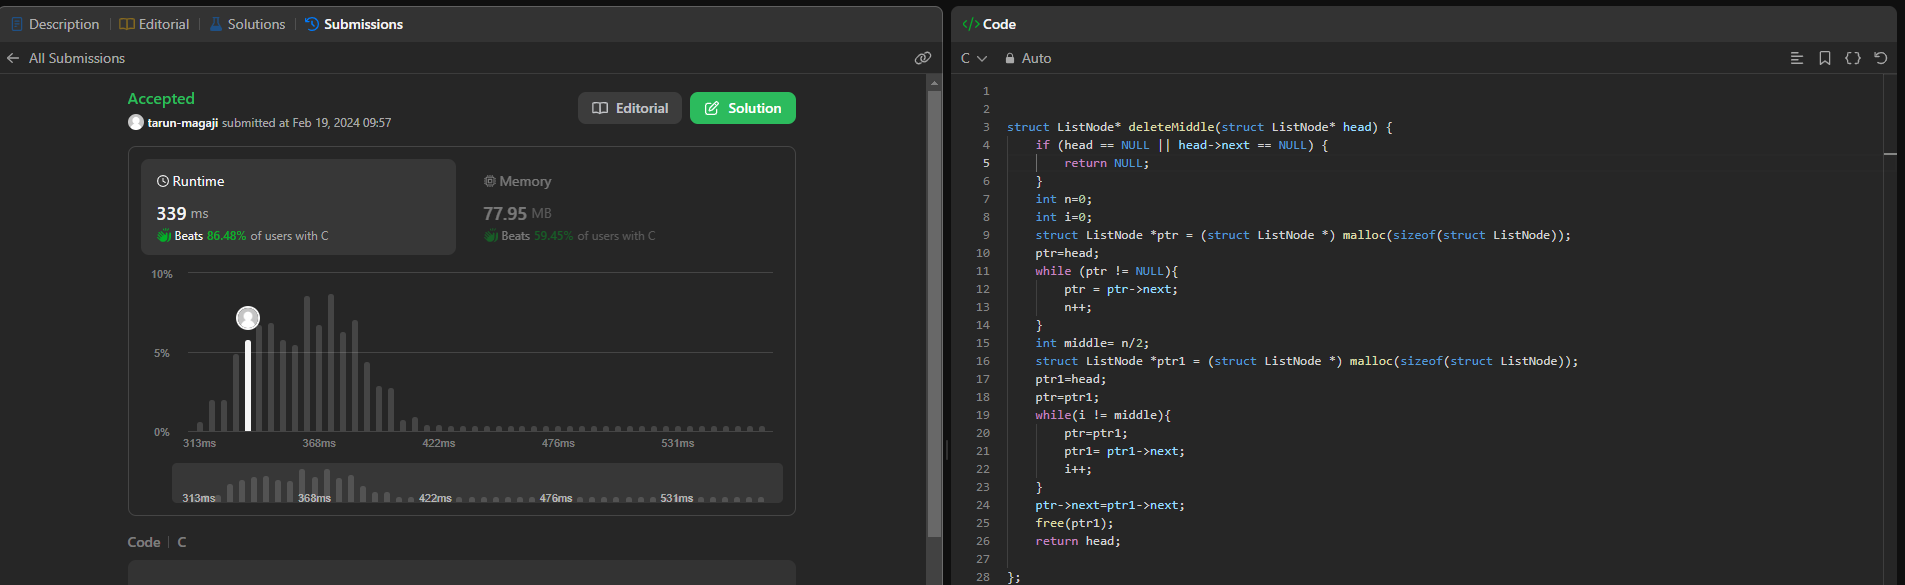 Description Editorial Solutions Submissions
All Submissions
Accepted
tarun-magaji submitted at Feb 19, 2024 09:57
Editorial Solution
Runtime
339 ms
Beats 86.48% of users with C
Memory
77.95 MB
Beats 59.45% of users with C
10%
5%
0%
313ms 368ms 422ms 476ms 531ms
313ms 368ms 422ms 476ms 531ms
Code C
</> Code
C Auto
1
2
3 struct ListNode* deleteMiddle(struct ListNode* head) {
4     if (head == NULL || head->next == NULL) {
5         return NULL;
6     }
7     int n=0;
8     int i=0;
9     struct ListNode *ptr = (struct ListNode *) malloc(sizeof(struct ListNode));
10     ptr=head;
11     while (ptr != NULL){
12         ptr = ptr->next;
13         n++;
14     }
15     int middle= n/2;
16     struct ListNode *ptr1 = (struct ListNode *) malloc(sizeof(struct ListNode));
17     ptr1=head;
18     ptr=ptr1;
19     while(i != middle){
20         ptr=ptr1;
21         ptr1= ptr1->next;
22         i++;
23     }
24     ptr->next=ptr1->next;
25     free(ptr1);
26     return head;
27
28 };